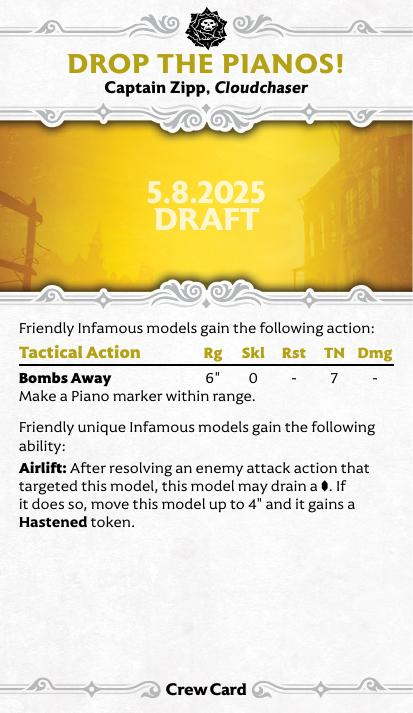 DROP THE PIANOS!
Captain Zipp, Cloudchaser
5.8.2025
DRAFT
Friendly Infamous models gain the following action:
Tactical Action Rg Skl Rst TN Dmg
Bombs Away 6" 0 - 7 -
Make a Piano marker within range.
Friendly unique Infamous models gain the following
ability:
Airlift: After resolving an enemy attack action that
targeted this model, this model may drain a ⧫. If
it does so, move this model up to 4" and it gains a
Hastened token.
Crew Card